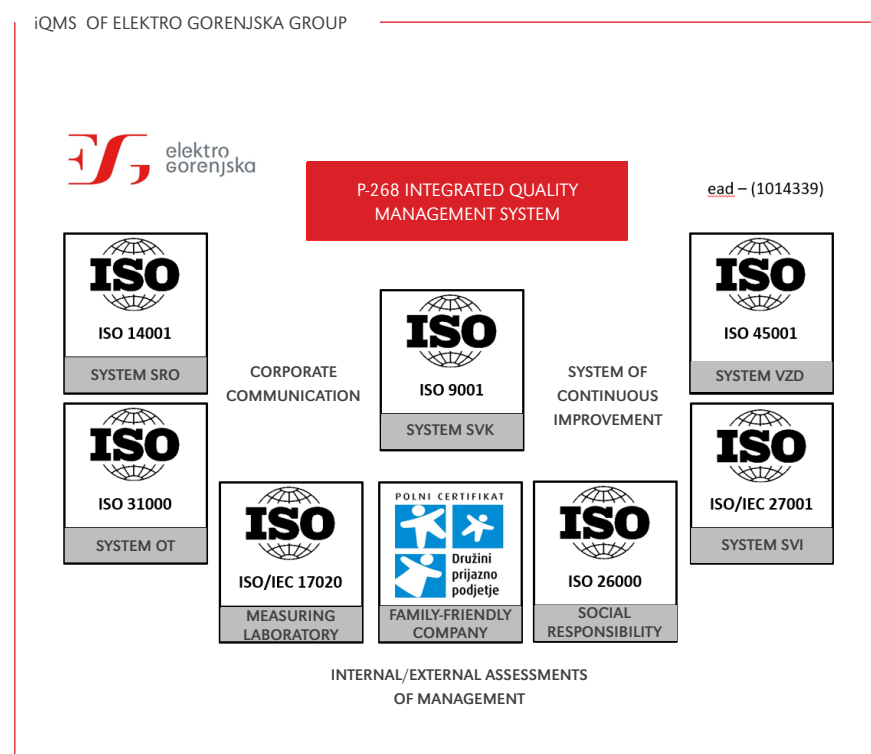 iQMS OF ELEKTRO GORENJSKA GROUP
elektro
gorenjska
P-268 INTEGRATED QUALITY
MANAGEMENT SYSTEM
ead – (1014339)
ISO
ISO 14001
SYSTEM SRO
CORPORATE
COMMUNICATION
ISO
ISO 9001
SYSTEM SVK
SYSTEM OF
CONTINUOUS
IMPROVEMENT
ISO
ISO 45001
SYSTEM VZD
ISO
ISO 31000
SYSTEM OT
ISO
ISO/IEC 17020
MEASURING
LABORATORY
POLNI CERTIFIKAT
Družini
prijazno
podjetje
FAMILY-FRIENDLY
COMPANY
ISO
ISO 26000
SOCIAL
RESPONSIBILITY
ISO
ISO/IEC 27001
SYSTEM SVI
INTERNAL/EXTERNAL ASSESSMENTS
OF MANAGEMENT